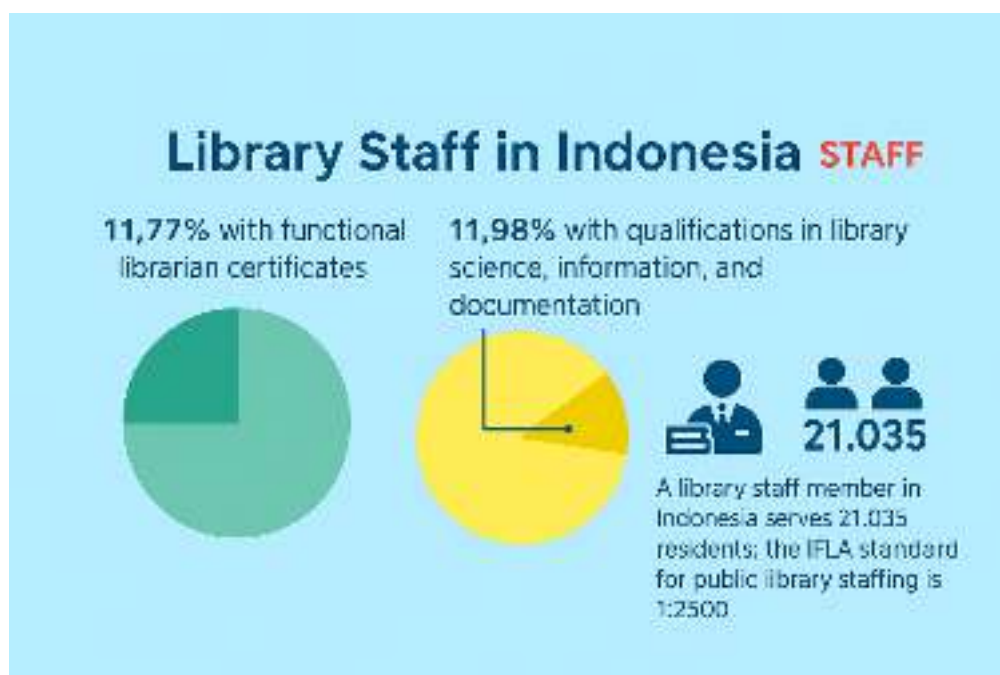 Library Staff in Indonesia STAFF
11,77% with functional
librarian certificates
11,98% with qualifications in library
science, information, and
documentation
21.035
A library staff member in
Indonesia serves 21.035
residents; the IFLA standard
for public library staffing is
1:2500